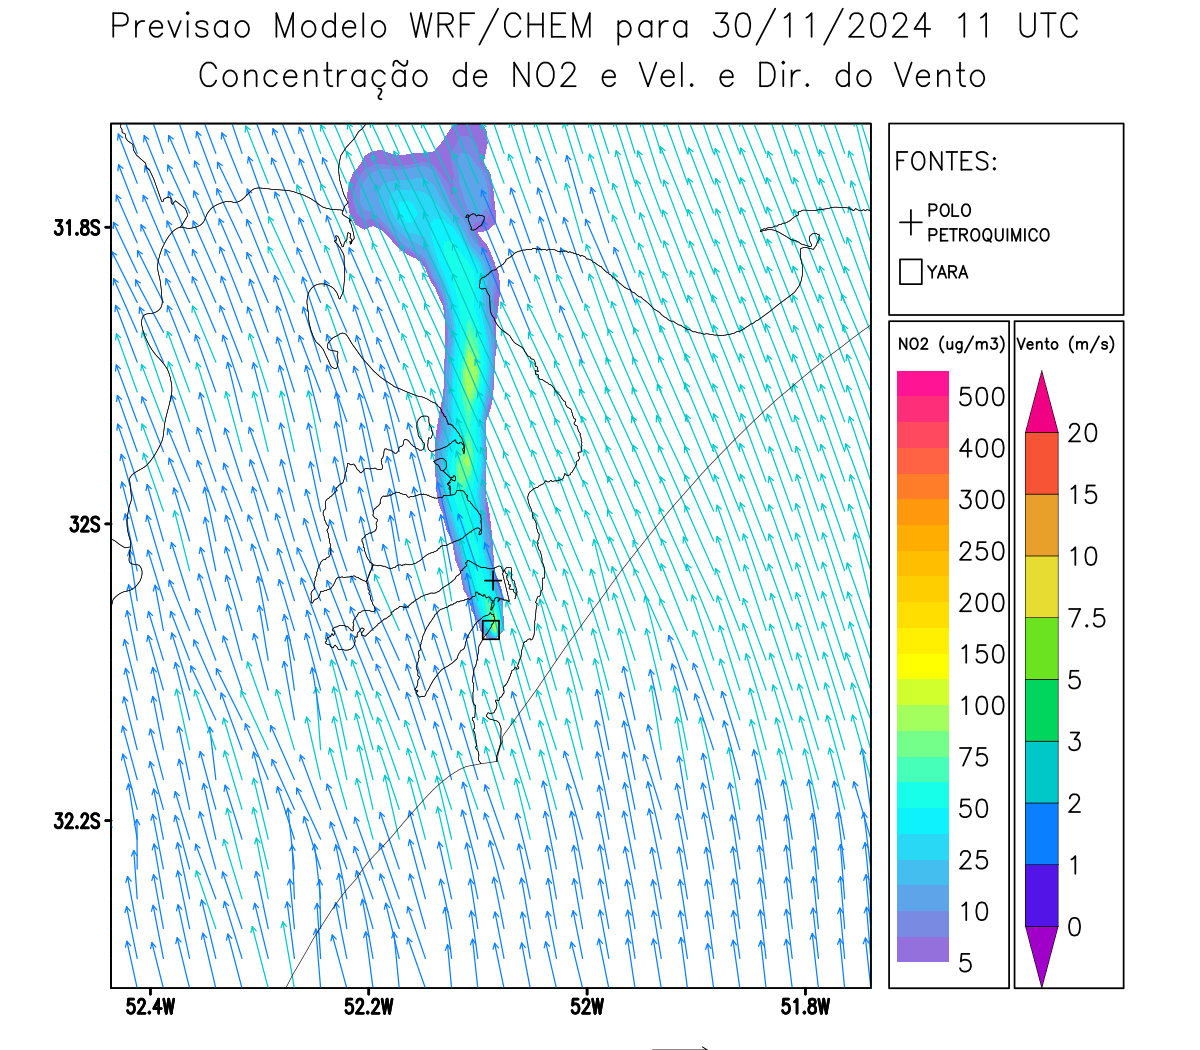 Previsao Modelo WRF/CHEM para 30/11/2024 11 UTC
Concentração de NO2 e Vel. e Dir. do Vento
FONTES:
POLO
PETROQUIMICO
YARA
NO2 (ug/m3)
500
400
300
250
200
150
100
75
50
25
10
5
Vento (m/s)
20
15
10
7.5
5
3
2
1
0
31.8S
32S
32.2S
52.4W
52.2W
52W
51.8W